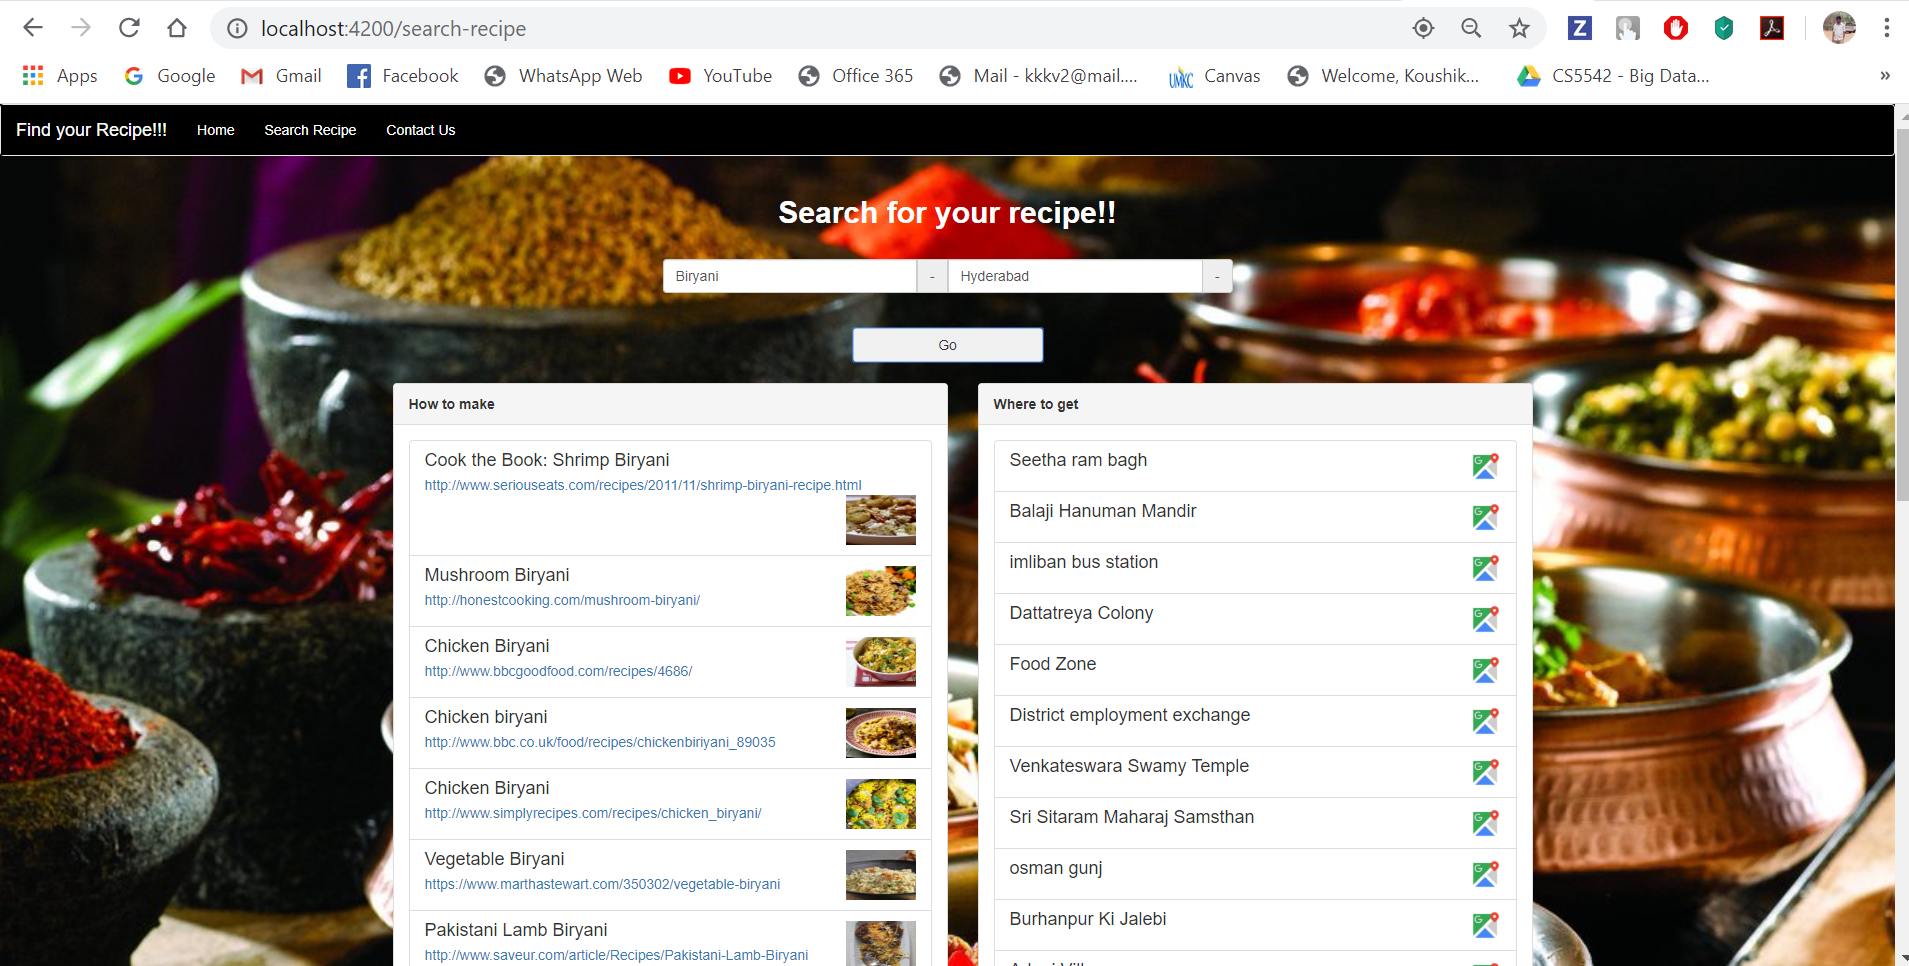 localhost:4200/search-recipe
Apps Google Gmail Facebook WhatsApp Web YouTube Office 365 Mail - kkkv2@mail.... Canvas Welcome, Koushik... CS5542 - Big Data... »
Find your Recipe!!! Home Search Recipe Contact Us
Search for your recipe!!
Biryani - Hyderabad -
Go
How to make
Cook the Book: Shrimp Biryani
http://www.seriouseats.com/recipes/2011/11/shrimp-biryani-recipe.html
Mushroom Biryani
http://honestcooking.com/mushroom-biryani/
Chicken Biryani
http://www.bbcgoodfood.com/recipes/4686/
Chicken biryani
http://www.bbc.co.uk/food/recipes/chickenbiriyani_89035
Chicken Biryani
http://www.simplyrecipes.com/recipes/chicken_biryani/
Vegetable Biryani
https://www.marthastewart.com/350302/vegetable-biryani
Pakistani Lamb Biryani
http://www.saveur.com/article/Recipes/Pakistani-Lamb-Biryani
Where to get
Seetha ram bagh
Balaji Hanuman Mandir
imliban bus station
Dattatreya Colony
Food Zone
District employment exchange
Venkateswara Swamy Temple
Sri Sitaram Maharaj Samsthan
osman gunj
Burhanpur Ki Jalebi